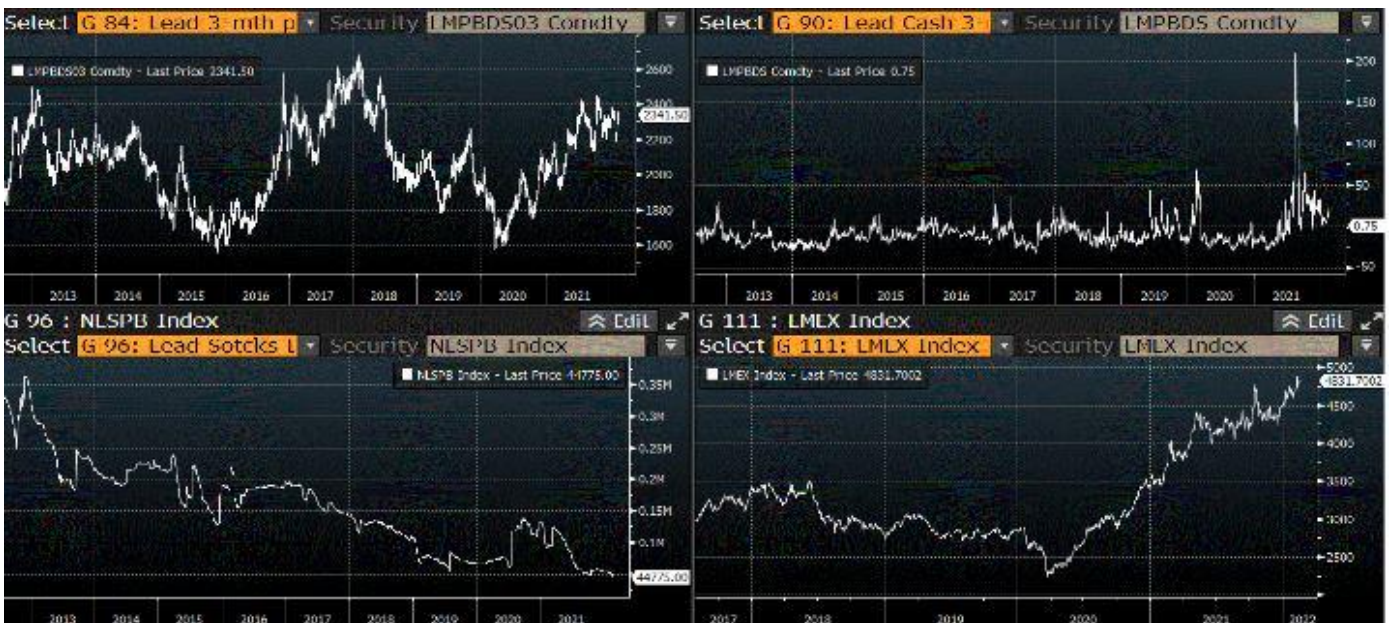 Select G 84: Lead 3-mth p Security LMPBDS03 Comdty
LMPBDS03 Comdty - Last Price 2341.50
2600
2400
2341.50
2200
2000
1800
1600
2013 2014 2015 2016 2017 2018 2019 2020 2021
Select G 90: Lead Cash 3- Security LMPBDS Comdty
LMPBDS Comdty - Last Price 0.75
200
150
100
50
0.75
-50
2013 2014 2015 2016 2017 2018 2019 2020 2021
G 96 : NLSPB Index Edit
Select G 96: Lead Sotcks L Security NLSPB Index
NLSPB Index - Last Price 44775.00
0.35M
0.3M
0.25M
0.2M
0.15M
0.1M
44775.00
2013 2014 2015 2016 2017 2018 2019 2020 2021
G 111 : LMEX Index Edit
Select G 111: LMEX Index Security LMEX Index
LMEX Index - Last Price 4831.7002
5000
4831.7002
4500
4000
3500
3000
2500
2017 2018 2019 2020 2021 2022